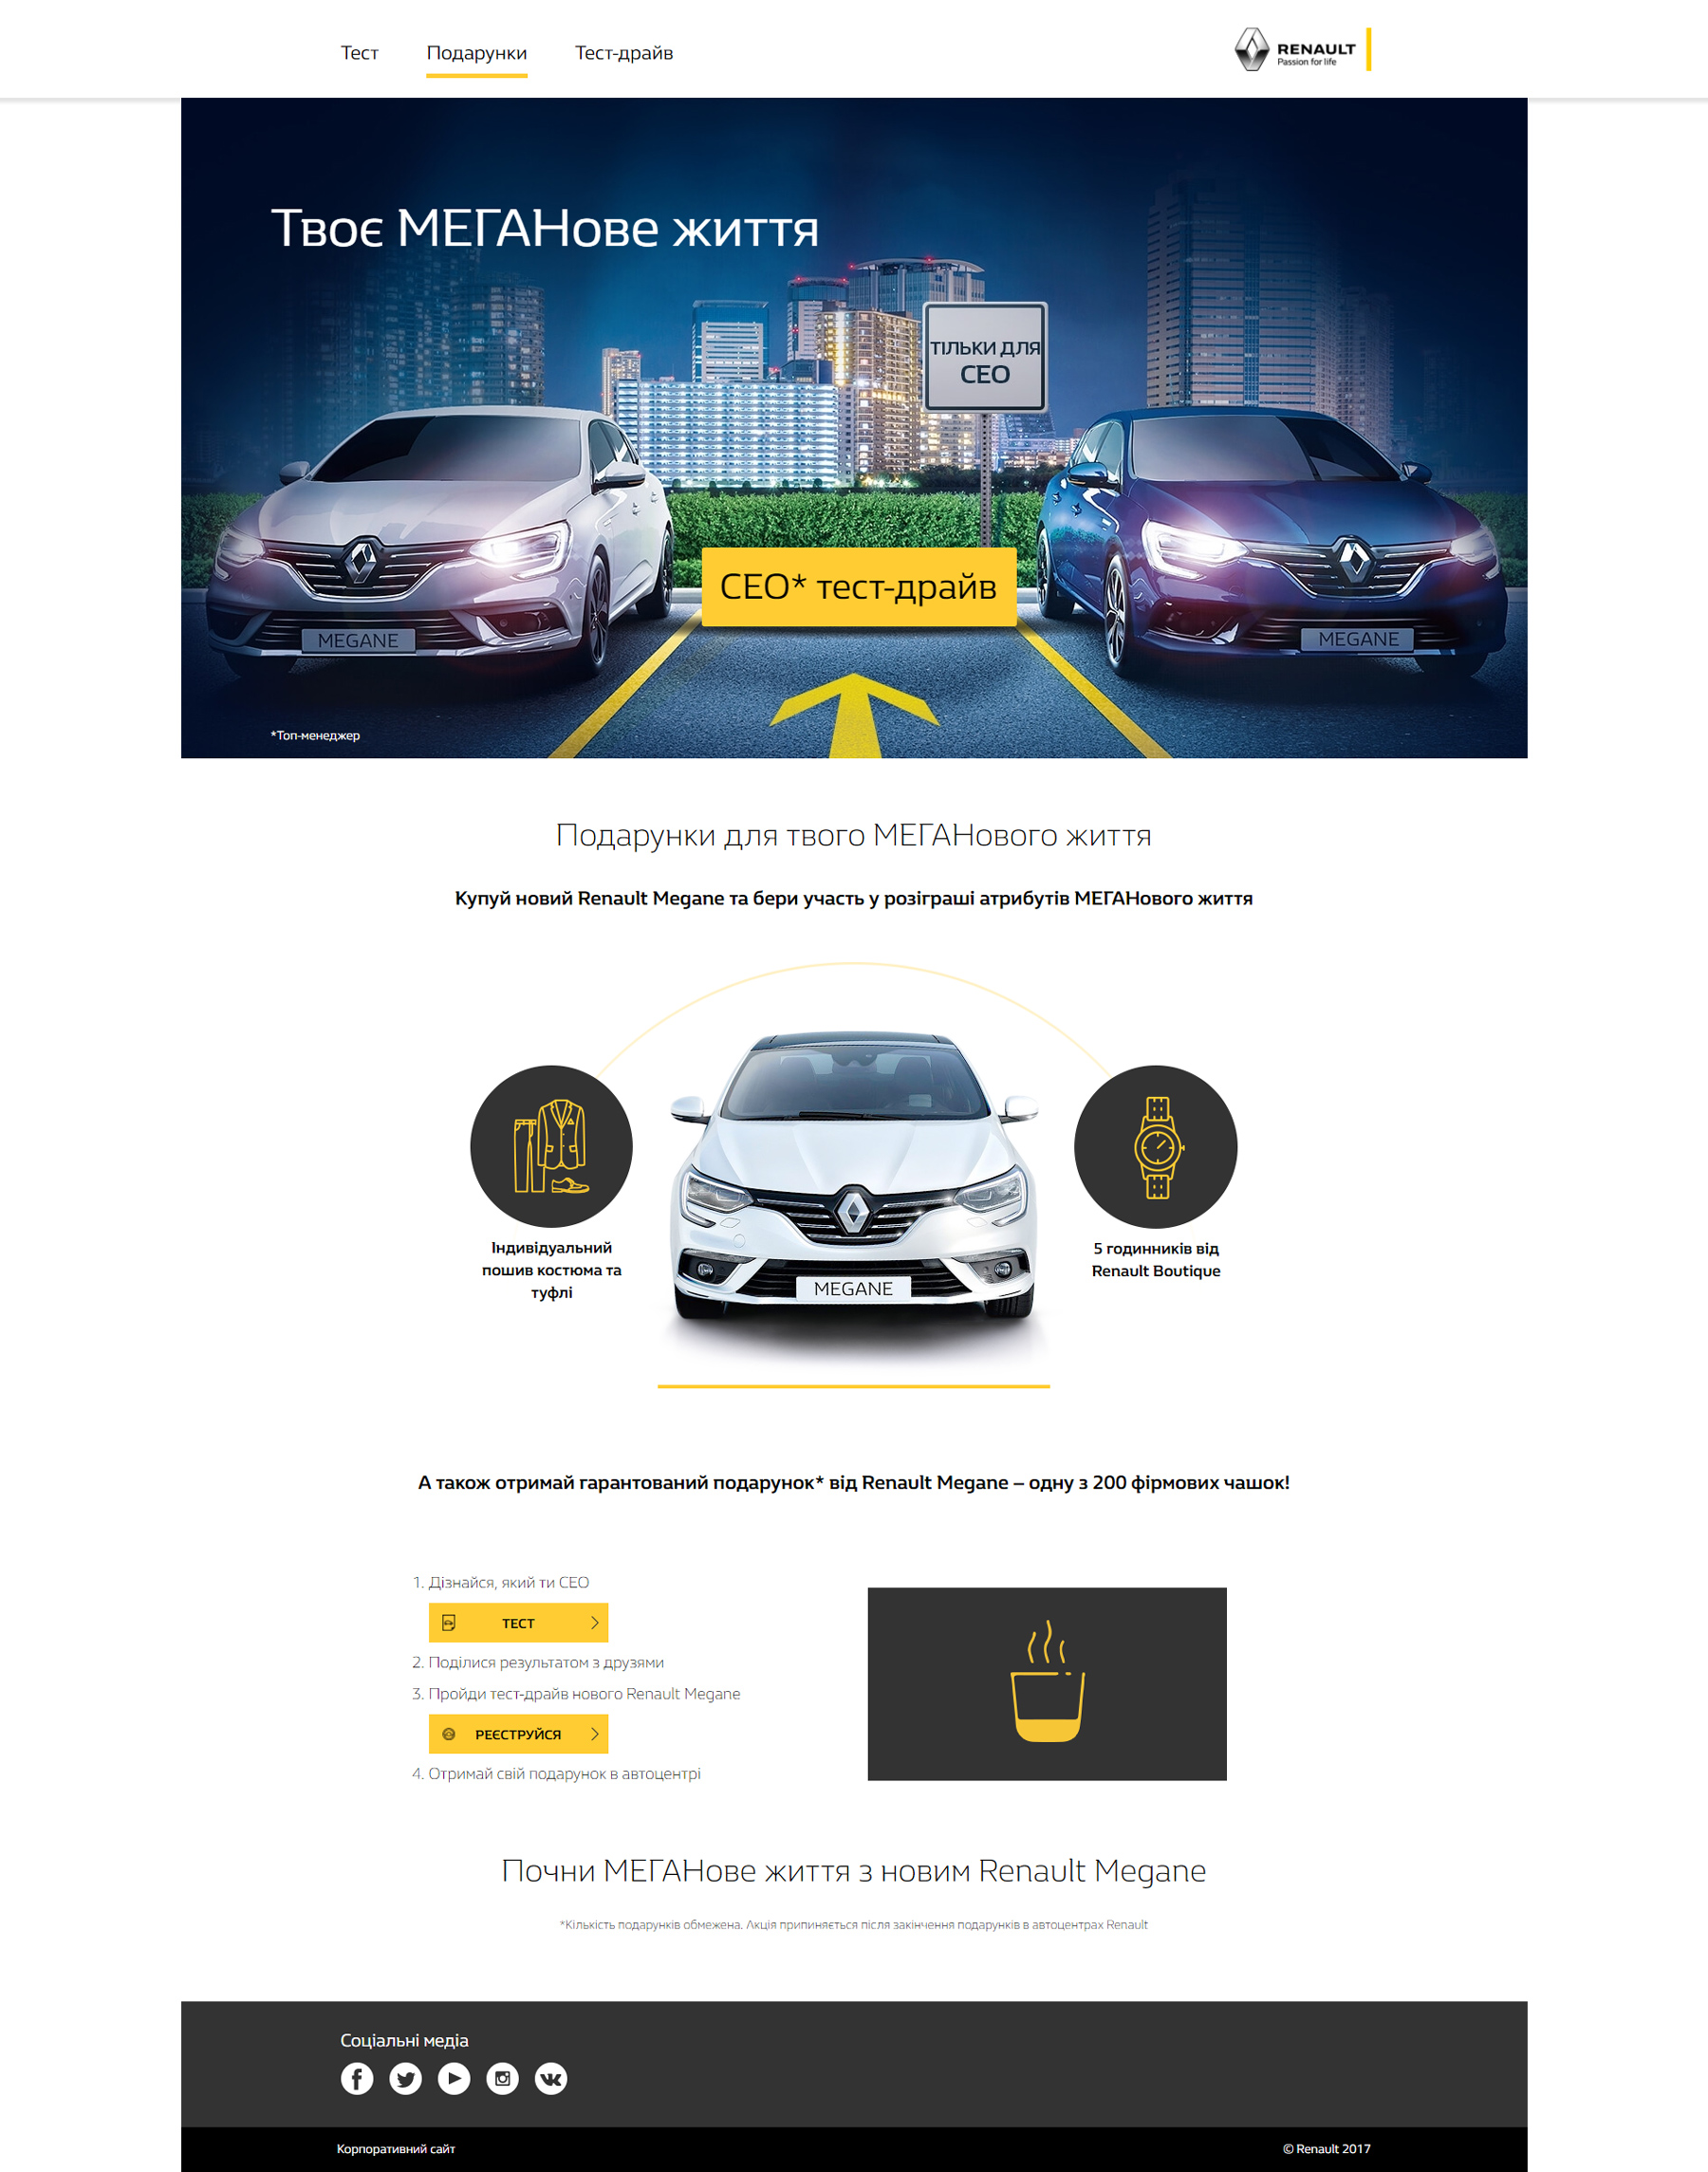 Тест
Подарунки
Тест-драйв
RENAULT
Passion for life
Твоє МЕГАНове життя
ТІЛЬКИ ДЛЯ
CEO
CEO* тест-драйв
MEGANE
MEGANE
*Топ-менеджер
Подарунки для твого МЕГАНового життя
Купуй новий Renault Megane та бери участь у розіграші атрибутів МЕГАНового життя
Індивідуальний
пошив костюма та
туфлі
MEGANE
5 годинників від
Renault Boutique
А також отримай гарантований подарунок* від Renault Megane – одну з 200 фірмових чашок!
1. Дізнайся, який ти CEO
ТЕСТ
2. Поділися результатом з друзями
3. Пройди тест-драйв нового Renault Megane
РЕЄСТРУЙСЯ
4. Отримай свій подарунок в автоцентрі
Почни МЕГАНове життя з новим Renault Megane
*Кількість подарунків обмежена. Акція припиняється після закінчення подарунків в автоцентрах Renault
Соціальні медіа
Корпоративний сайт
© Renault 2017